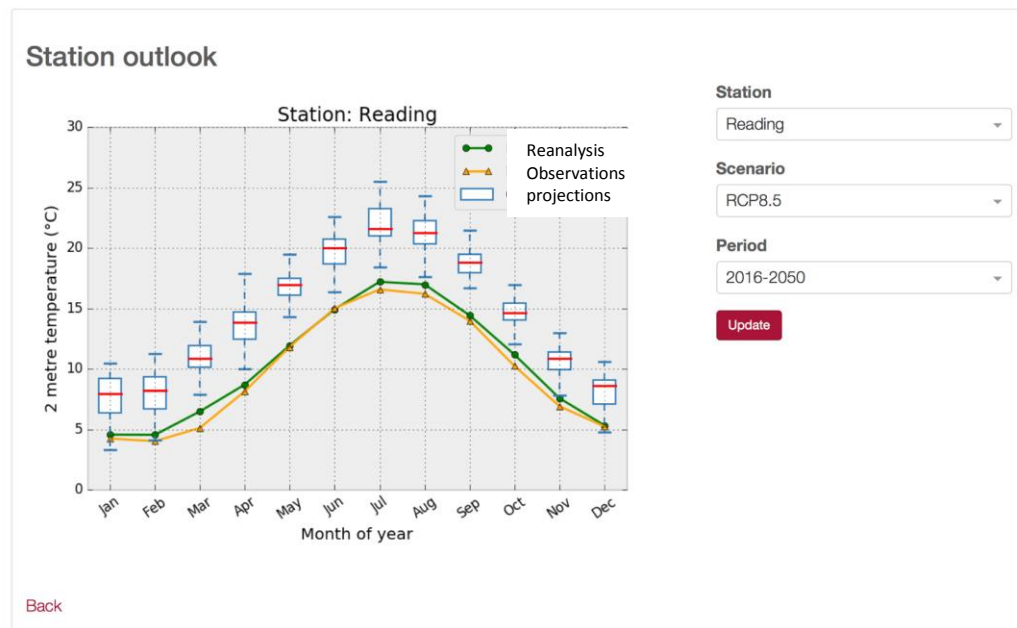 Station outlook
Station: Reading
30
25
20
15
10
5
0
2 metre temperature (°C)
Reanalysis
Observations
projections
Jan Feb Mar Apr May Jun Jul Aug Sep Oct Nov Dec
Month of year
Station
Reading
Scenario
RCP8.5
Period
2016-2050
Update
Back